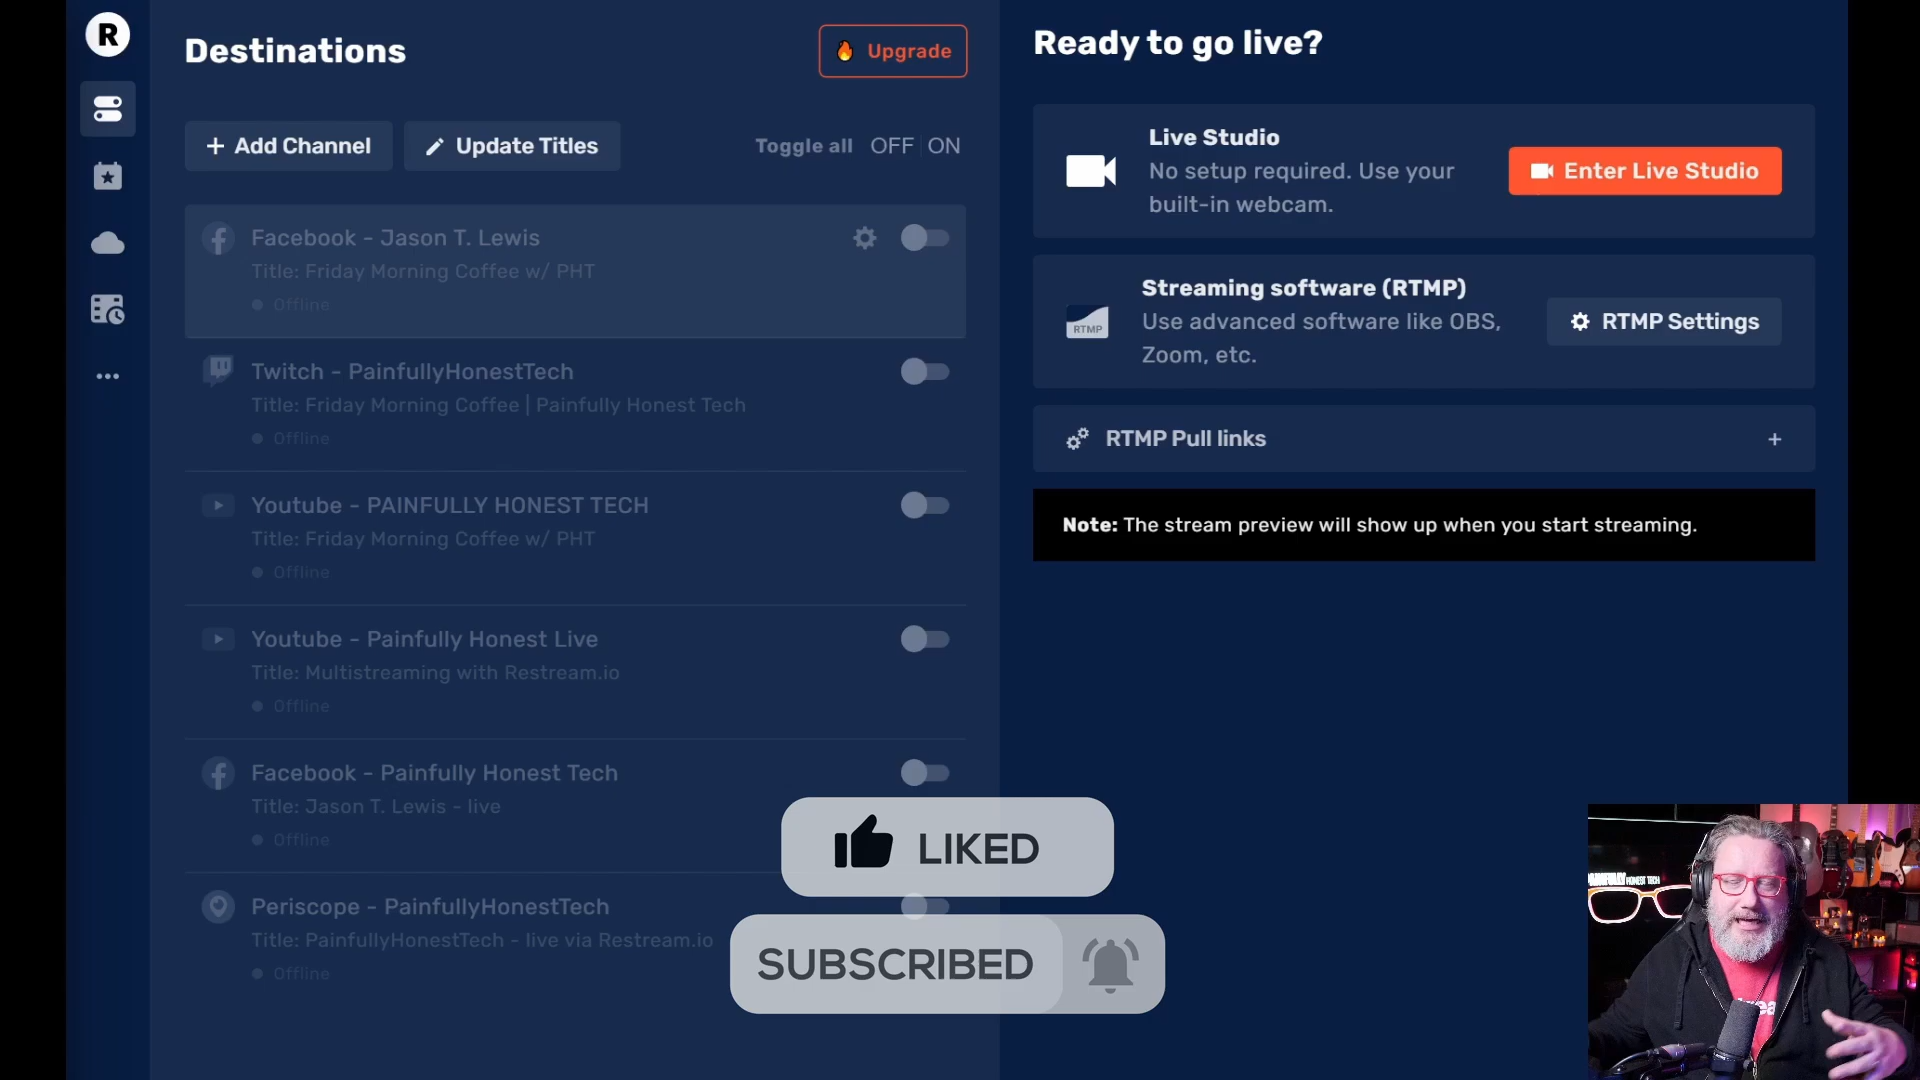 R
Destinations
Upgrade
Add Channel
Update Titles
Toggle all OFF ON
Facebook - Jason T. Lewis
Title: Friday Morning Coffee w/ PHT
Offline
Twitch - PainfullyHonestTech
Title: Friday Morning Coffee | Painfully Honest Tech
Offline
Youtube - PAINFULLY HONEST TECH
Title: Friday Morning Coffee w/ PHT
Offline
Youtube - Painfully Honest Live
Title: Multistreaming with Restream.io
Offline
Facebook - Painfully Honest Tech
Title: Jason T. Lewis - live
Offline
Periscope - PainfullyHonestTech
Title: PainfullyHonestTech - live via Restream.io
Offline
Ready to go live?
Live Studio
No setup required. Use your
built-in webcam.
Enter Live Studio
Streaming software (RTMP)
Use advanced software like OBS,
Zoom, etc.
RTMP
RTMP Settings
RTMP Pull links
Note: The stream preview will show up when you start streaming.
LIKED
SUBSCRIBED
PAINFULLY HONEST TECH